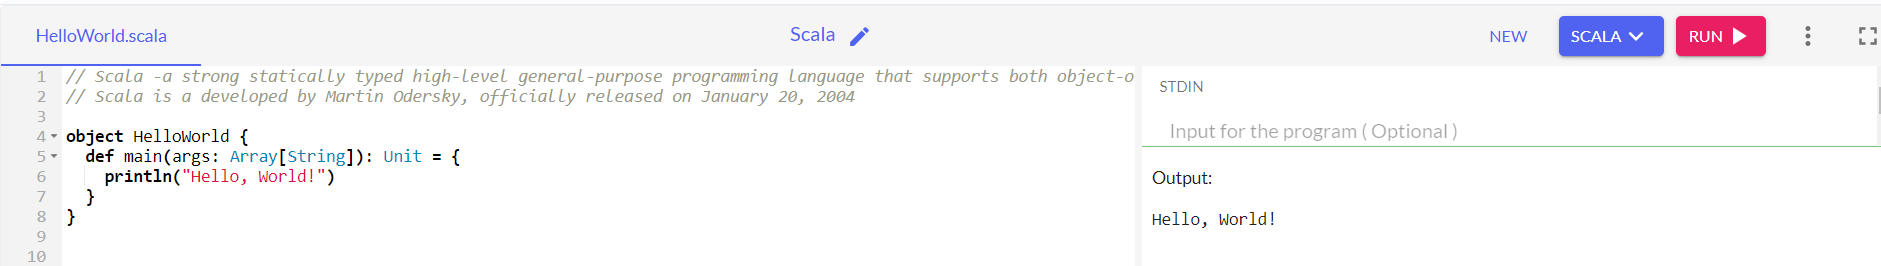 HelloWorld.scala
Scala
NEW
SCALA
RUN
1 // Scala -a strong statically typed high-level general-purpose programming language that supports both object-o
2 // Scala is a developed by Martin Odersky, officially released on January 20, 2004
3
4 object HelloWorld {
5   def main(args: Array[String]): Unit = {
6     println("Hello, World!")
7   }
8 }
9
10
STDIN
Input for the program ( Optional )
Output:
Hello, World!